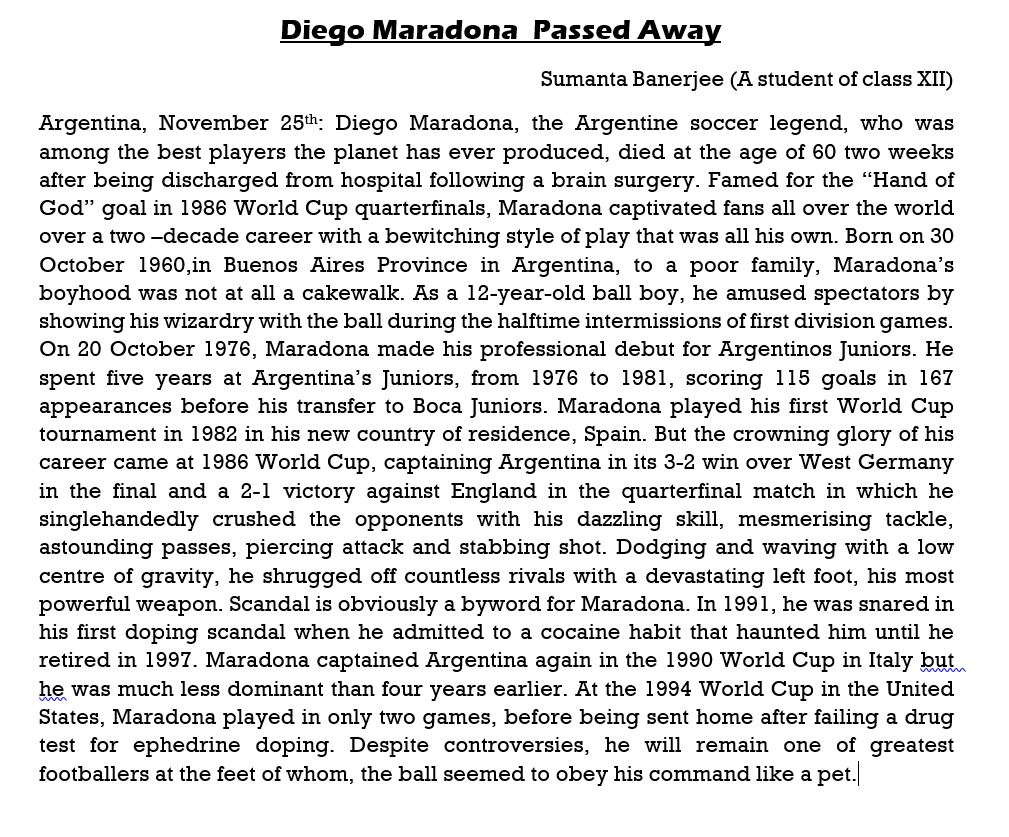 Diego Maradona  Passed Away
Sumanta Banerjee (A student of class XII)
Argentina, November 25th: Diego Maradona, the Argentine soccer legend, who was
among the best players the planet has ever produced, died at the age of 60 two weeks
after being discharged from hospital following a brain surgery. Famed for the “Hand of
God” goal in 1986 World Cup quarterfinals, Maradona captivated fans all over the world
over a two –decade career with a bewitching style of play that was all his own. Born on 30
October 1960,in Buenos Aires Province in Argentina, to a poor family, Maradona’s
boyhood was not at all a cakewalk. As a 12-year-old ball boy, he amused spectators by
showing his wizardry with the ball during the halftime intermissions of first division games.
On 20 October 1976, Maradona made his professional debut for Argentinos Juniors. He
spent five years at Argentina’s Juniors, from 1976 to 1981, scoring 115 goals in 167
appearances before his transfer to Boca Juniors. Maradona played his first World Cup
tournament in 1982 in his new country of residence, Spain. But the crowning glory of his
career came at 1986 World Cup, captaining Argentina in its 3-2 win over West Germany
in the final and a 2-1 victory against England in the quarterfinal match in which he
singlehandedly crushed the opponents with his dazzling skill, mesmerising tackle,
astounding passes, piercing attack and stabbing shot. Dodging and waving with a low
centre of gravity, he shrugged off countless rivals with a devastating left foot, his most
powerful weapon. Scandal is obviously a byword for Maradona. In 1991, he was snared in
his first doping scandal when he admitted to a cocaine habit that haunted him until he
retired in 1997. Maradona captained Argentina again in the 1990 World Cup in Italy but
he was much less dominant than four years earlier. At the 1994 World Cup in the United
States, Maradona played in only two games, before being sent home after failing a drug
test for ephedrine doping. Despite controversies, he will remain one of greatest
footballers at the feet of whom, the ball seemed to obey his command like a pet.